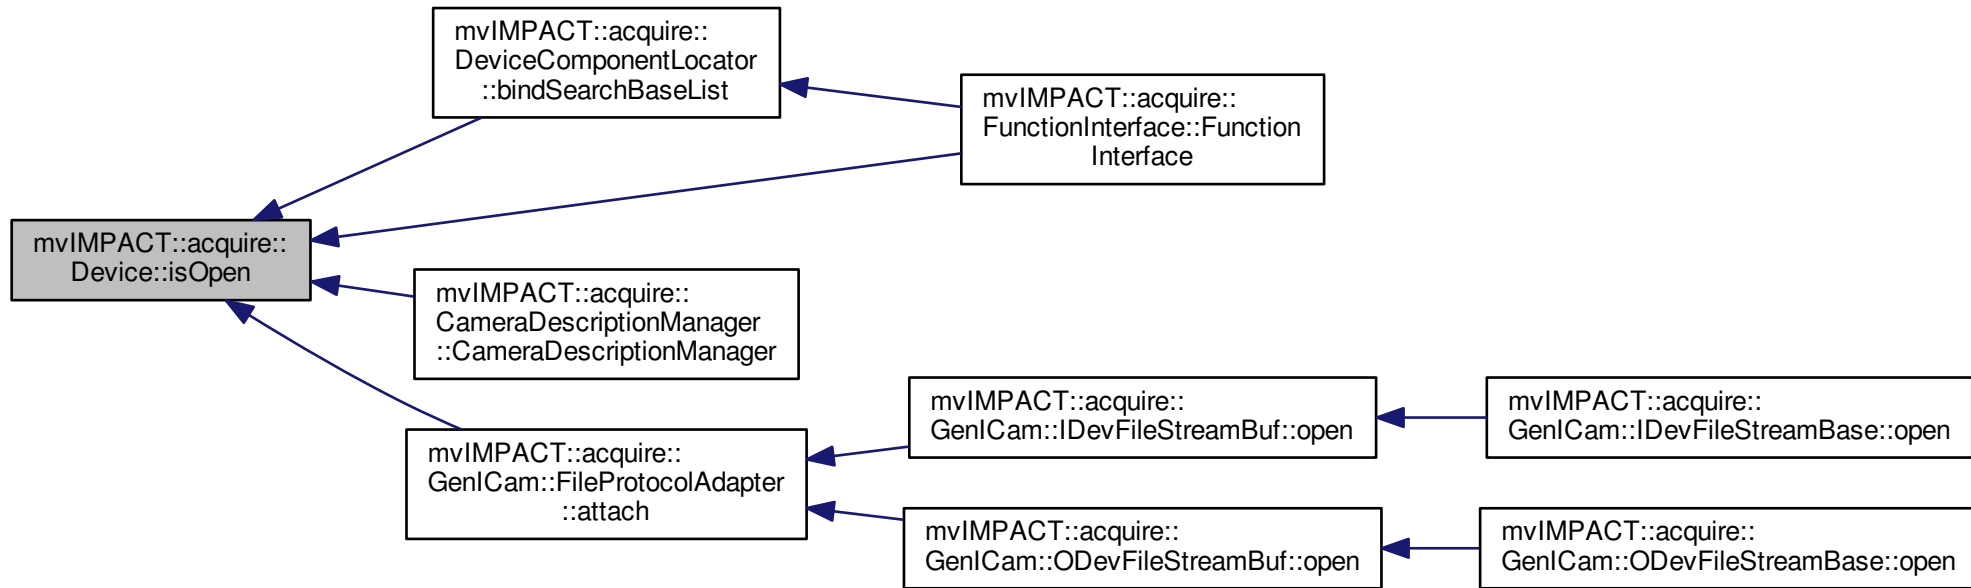 mvIMPACT::acquire::
DeviceComponentLocator
::bindSearchBaseList
mvIMPACT::acquire::
FunctionInterface::Function
Interface
mvIMPACT::acquire::
Device::isOpen
mvIMPACT::acquire::
CameraDescriptionManager
::CameraDescriptionManager
mvIMPACT::acquire::
GenICam::FileProtocolAdapter
::attach
mvIMPACT::acquire::
GenICam::IDevFileStreamBuf::open
mvIMPACT::acquire::
GenICam::IDevFileStreamBase::open
mvIMPACT::acquire::
GenICam::ODevFileStreamBuf::open
mvIMPACT::acquire::
GenICam::ODevFileStreamBase::open